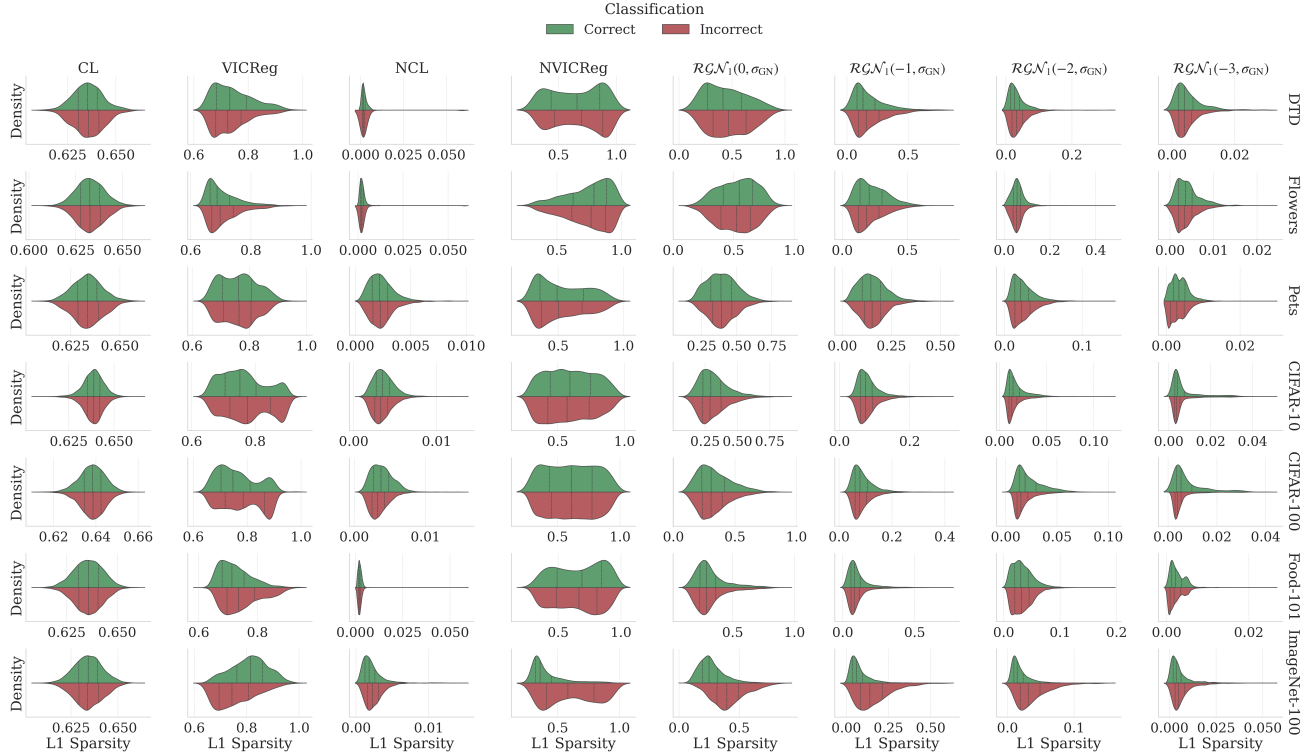 Classification
Correct Incorrect
CL VICReg NCL NVICReg 𝓡𝓖𝓝₁(0, σ_GN) 𝓡𝓖𝓝₁(−1, σ_GN) 𝓡𝓖𝓝₁(−2, σ_GN) 𝓡𝓖𝓝₁(−3, σ_GN)
Density DTD
0.625 0.650 0.6 0.8 1.0 0.000 0.025 0.050 0.5 1.0 0.0 0.5 1.0 0.0 0.5 0.0 0.2 0.00 0.02
Density Flowers
0.600 0.625 0.650 0.6 0.8 1.0 0.000 0.025 0.050 0.5 1.0 0.0 0.5 1.0 0.0 0.5 0.0 0.2 0.4 0.00 0.01 0.02
Density Pets
0.625 0.650 0.6 0.8 1.0 0.000 0.005 0.010 0.5 1.0 0.25 0.50 0.75 0.00 0.25 0.50 0.0 0.1 0.00 0.02
Density CIFAR-10
0.625 0.650 0.6 0.8 0.00 0.01 0.5 1.0 0.25 0.50 0.75 0.0 0.2 0.00 0.05 0.10 0.00 0.02 0.04
Density CIFAR-100
0.62 0.64 0.66 0.6 0.8 1.0 0.00 0.01 0.5 1.0 0.0 0.5 1.0 0.0 0.2 0.4 0.00 0.05 0.10 0.00 0.02 0.04
Density Food-101
0.625 0.650 0.6 0.8 0.000 0.025 0.050 0.5 1.0 0.0 0.5 1.0 0.0 0.5 0.0 0.1 0.2 0.00 0.02
Density ImageNet-100
0.625 0.650 0.6 0.8 1.0 0.00 0.01 0.5 1.0 0.0 0.5 0.00 0.25 0.50 0.0 0.1 0.000 0.025 0.050
L1 Sparsity L1 Sparsity L1 Sparsity L1 Sparsity L1 Sparsity L1 Sparsity L1 Sparsity L1 Sparsity